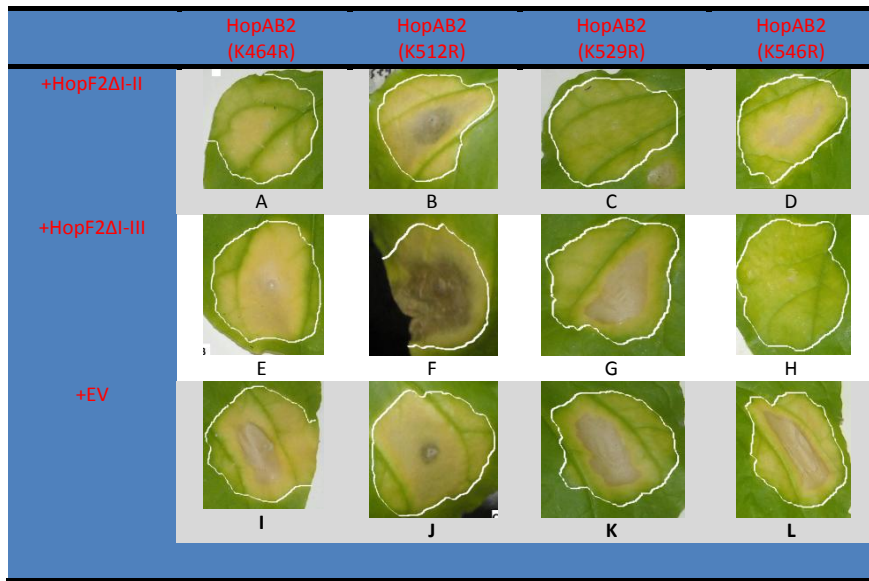 HopAB2 HopAB2 HopAB2 HopAB2
(K464R) (K512R) (K529R) (K546R)
+HopF2ΔI-II
A B C D
+HopF2ΔI-III
E F G H
+EV
I J K L